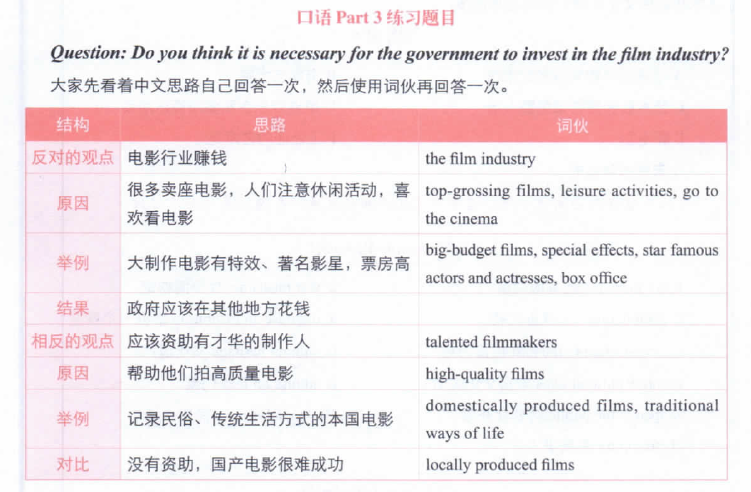 口语 Part 3 练习题目
Question: Do you think it is necessary for the government to invest in the film industry?
大家先看着中文思路自己回答一次，然后使用词伙再回答一次。
结构 思路 词伙
反对的观点 电影行业赚钱 the film industry
原因 很多卖座电影，人们注意休闲活动，喜欢看电影 top-grossing films, leisure activities, go to the cinema
举例 大制作电影有特效、著名影星，票房高 big-budget films, special effects, star famous actors and actresses, box office
结果 政府应该在其他地方花钱
相反的观点 应该资助有才华的制作人 talented filmmakers
原因 帮助他们拍高质量电影 high-quality films
举例 记录民俗、传统生活方式的本国电影 domestically produced films, traditional ways of life
对比 没有资助，国产电影很难成功 locally produced films